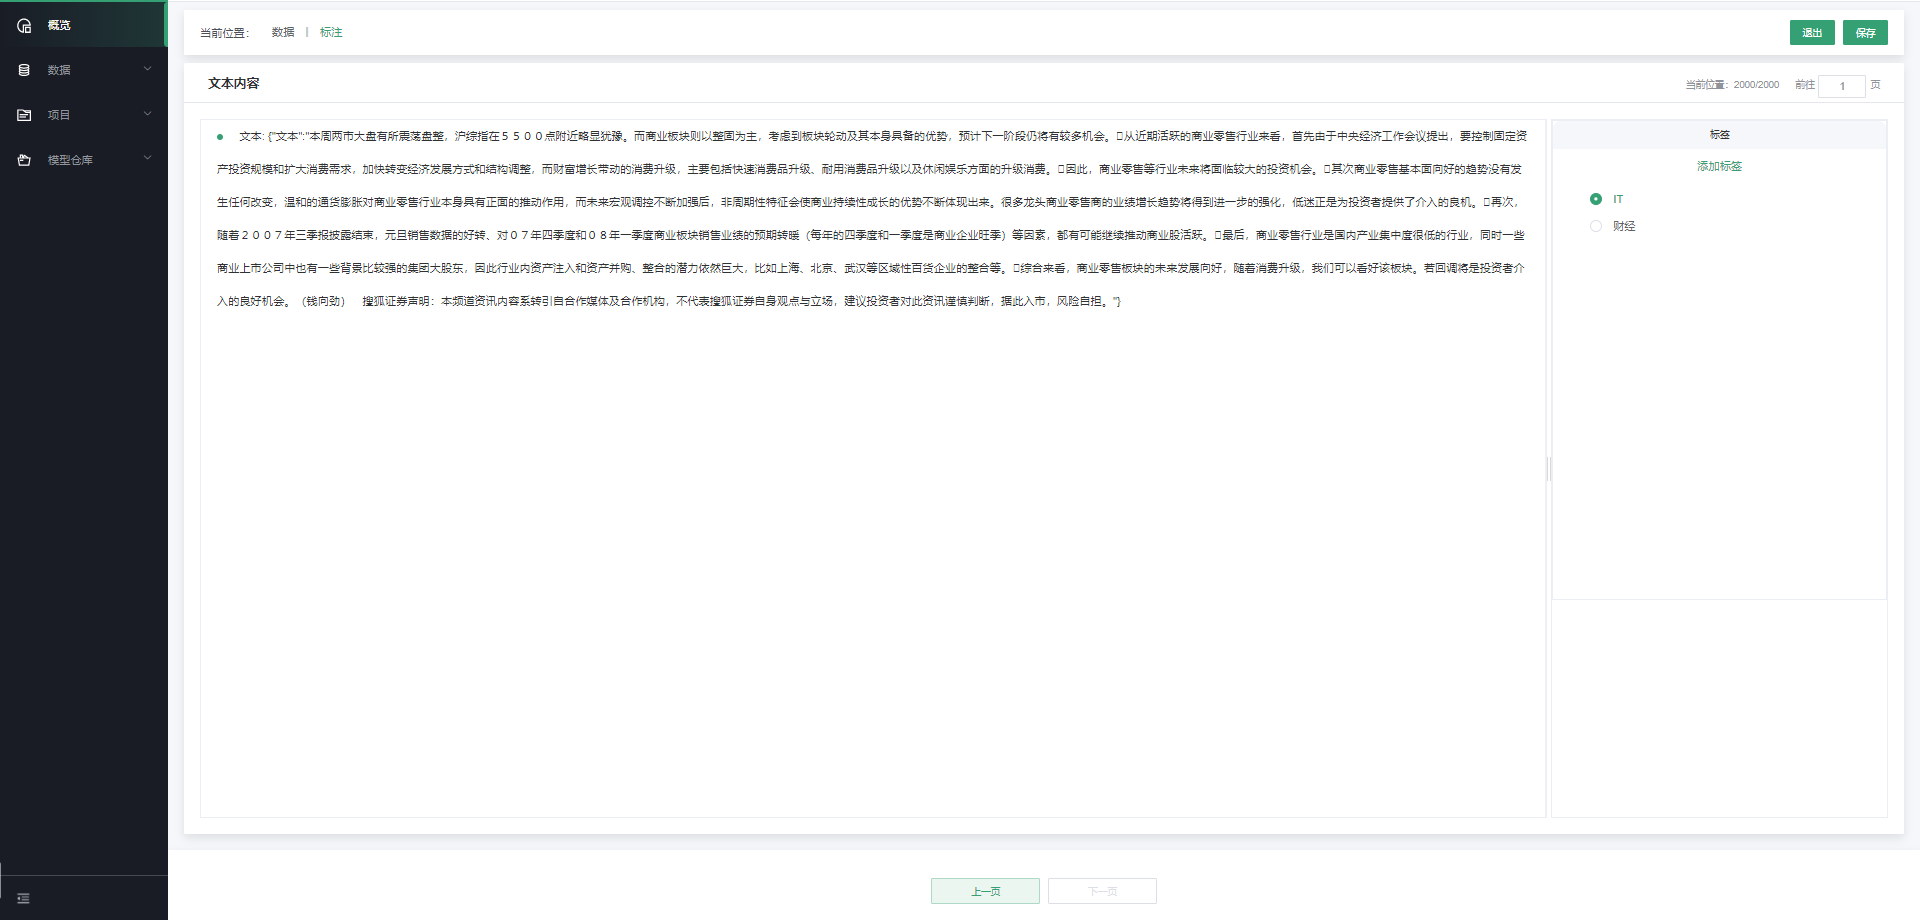 概览
数据
项目
模型仓库
当前位置： 数据 | 标注
退出
保存
文本内容
当前位置：2000/2000 前往 1 页
文本: {"文本":"本周两市大盘有所震荡盘整，沪综指在５５００点附近略显犹豫。而商业板块则以整固为主，考虑到板块轮动及其本身具备的优势，预计下一阶段仍将有较多机会。▯从近期活跃的商业零售行业来看，首先由于中央经济工作会议提出，要控制固定资
产投资规模和扩大消费需求，加快转变经济发展方式和结构调整，而财富增长带动的消费升级，主要包括快速消费品升级、耐用消费品升级以及休闲娱乐方面的升级消费。▯因此，商业零售等行业未来将面临较大的投资机会。▯其次商业零售基本面向好的趋势没有发
生任何改变，温和的通货膨胀对商业零售行业本身具有正面的推动作用，而未来宏观调控不断加强后，非周期性特征会使商业持续性成长的优势不断体现出来。很多龙头商业零售商的业绩增长趋势将得到进一步的强化，低迷正是为投资者提供了介入的良机。▯再次，
随着２００７年三季报披露结束，元旦销售数据的好转、对０７年四季度和０８年一季度商业板块销售业绩的预期转暖（每年的四季度和一季度是商业企业旺季）等因素，都有可能继续推动商业股活跃。▯最后，商业零售行业是国内产业集中度很低的行业，同时一些
商业上市公司中也有一些背景比较强的集团大股东，因此行业内资产注入和资产并购、整合的潜力依然巨大，比如上海、北京、武汉等区域性百货企业的整合等。▯综合来看，商业零售板块的未来发展向好，随着消费升级，我们可以看好该板块。若回调将是投资者介
入的良好机会。（钱向劲）　搜狐证券声明：本频道资讯内容系转引自合作媒体及合作机构，不代表搜狐证券自身观点与立场，建议投资者对此资讯谨慎判断，据此入市，风险自担。"}
标签
添加标签
IT
财经
上一页
下一页